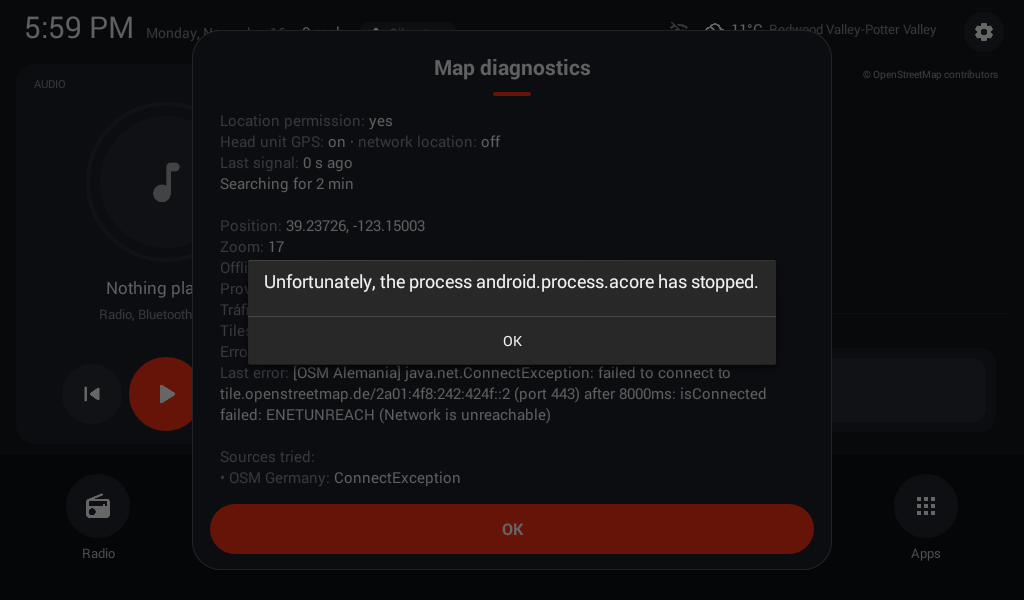 5:59 PM
Monday,
11°C Redwood Valley-Potter Valley
AUDIO
© OpenStreetMap contributors
Map diagnostics
Location permission: yes
Head unit GPS: on · network location: off
Last signal: 0 s ago
Searching for 2 min
Position: 39.23726, -123.15003
Zoom: 17
Unfortunately, the process android.process.acore has stopped.
OK
Nothing
Radio, Bluetooth
Last error: [OSM Alemania] java.net.ConnectException: failed to connect to
tile.openstreetmap.de/2a01:4f8:242:424f::2 (port 443) after 8000ms: isConnected
failed: ENETUNREACH (Network is unreachable)
Sources tried:
• OSM Germany: ConnectException
OK
Radio
Apps